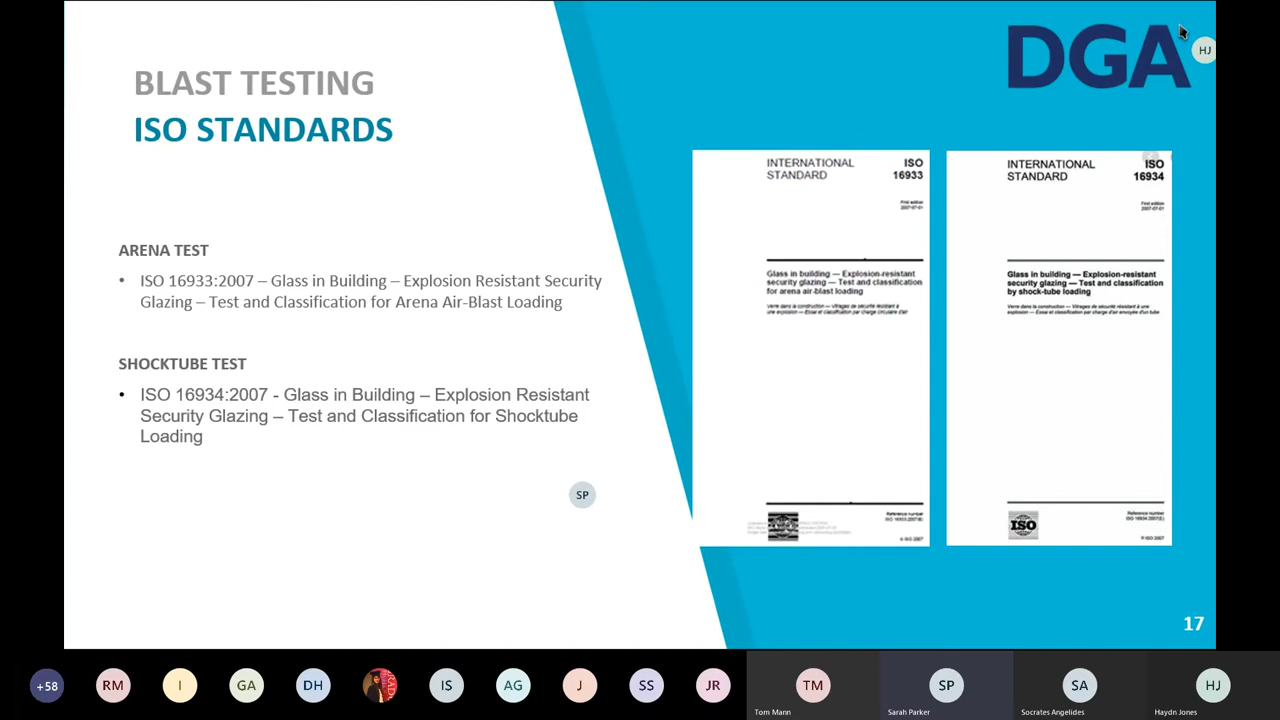 BLAST TESTING
ISO STANDARDS
DGA
HJ
ARENA TEST
• ISO 16933:2007 – Glass in Building – Explosion Resistant Security
Glazing – Test and Classification for Arena Air-Blast Loading
SHOCKTUBE TEST
• ISO 16934:2007 - Glass in Building – Explosion Resistant
Security Glazing – Test and Classification for Shocktube
Loading
SP
INTERNATIONAL
STANDARD
ISO
16933
First edition
2007-07-01
Glass in building — Explosion-resistant
security glazing — Test and classification
for arena air-blast loading
Verre dans la construction — Vitrages de sécurité résistant à
une explosion — Essai et classification par charge circulaire d'air
Reference number
ISO 16933:2007(E)
© ISO 2007
INTERNATIONAL
STANDARD
ISO
16934
First edition
2007-07-01
Glass in building — Explosion-resistant
security glazing — Test and classification
by shock-tube loading
Verre dans la construction — Vitrages de sécurité résistant à une
explosion — Essai et classification par charge d'air envoyée d'un tube
ISO
Reference number
ISO 16934:2007(E)
© ISO 2007
17
+58
RM
I
GA
DH
IS
AG
J
SS
JR
TM
SP
SA
HJ
Tom Mann
Sarah Parker
Socrates Angelides
Haydn Jones